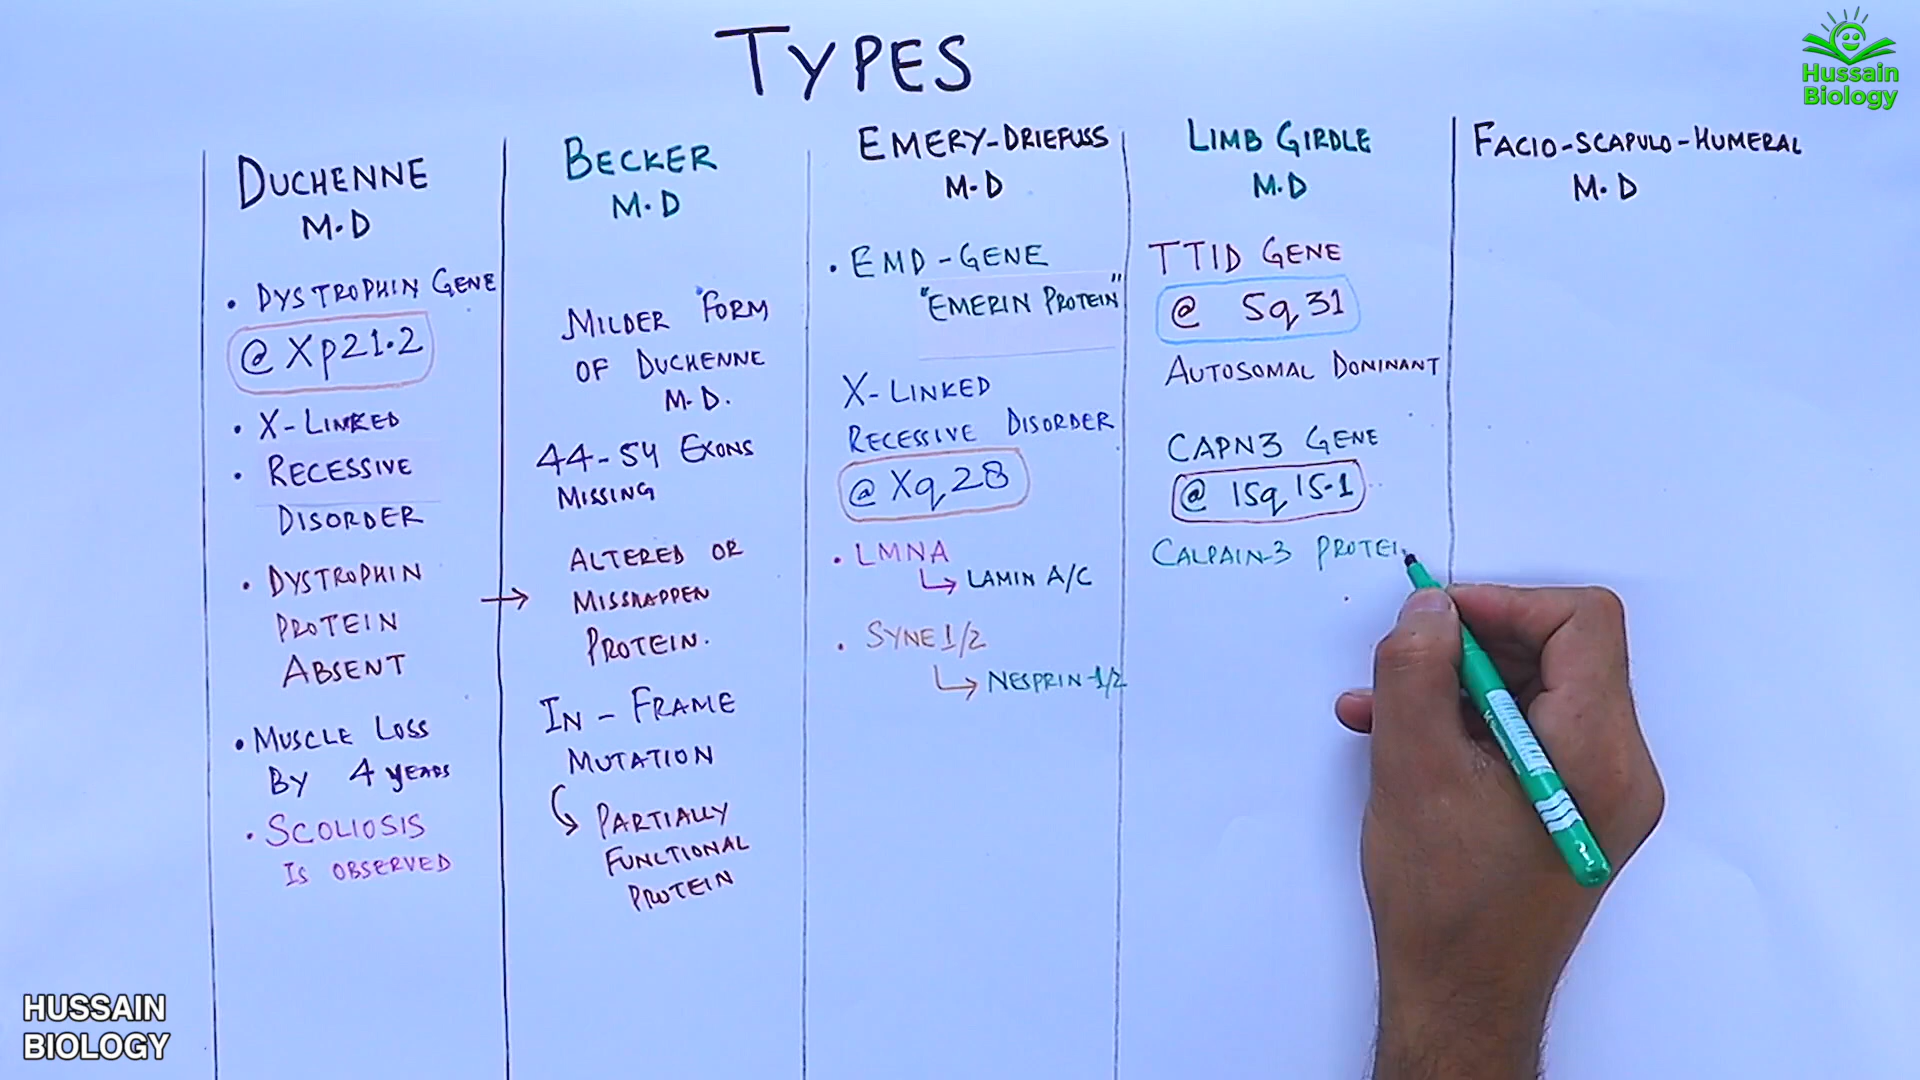 TYPES
Hussain
Biology
DUCHENNE
M.D
• DYSTROPHIN GENE
@ Xp21.2
• X-LINKED
• RECESSIVE
DISORDER
• DYSTROPHIN
PROTEIN
ABSENT
• MUSCLE LOSS
BY 4 YEARS
• SCOLIOSIS
IS OBSERVED
BECKER
M.D
MILDER FORM
OF DUCHENNE
M.D.
44-54 EXONS
MISSING
ALTERED OR
MISSHAPPEN
PROTEIN.
IN-FRAME
MUTATION
PARTIALLY
FUNCTIONAL
PROTEIN
EMERY-DRIEFUSS
M.D
• EMD-GENE
"EMERIN PROTEIN"
X-LINKED
RECESSIVE DISORDER
@ Xq28
• LMNA
LAMIN A/C
• SYNE1/2
NESPRIN-1/2
LIMB GIRDLE
M.D
TTID GENE
@ 5q31
AUTOSOMAL DOMINANT
CAPN3 GENE
@ 15q15.1
CALPAIN-3 PROTEI
FACIO-SCAPULO-HUMERAL
M.D
HUSSAIN
BIOLOGY